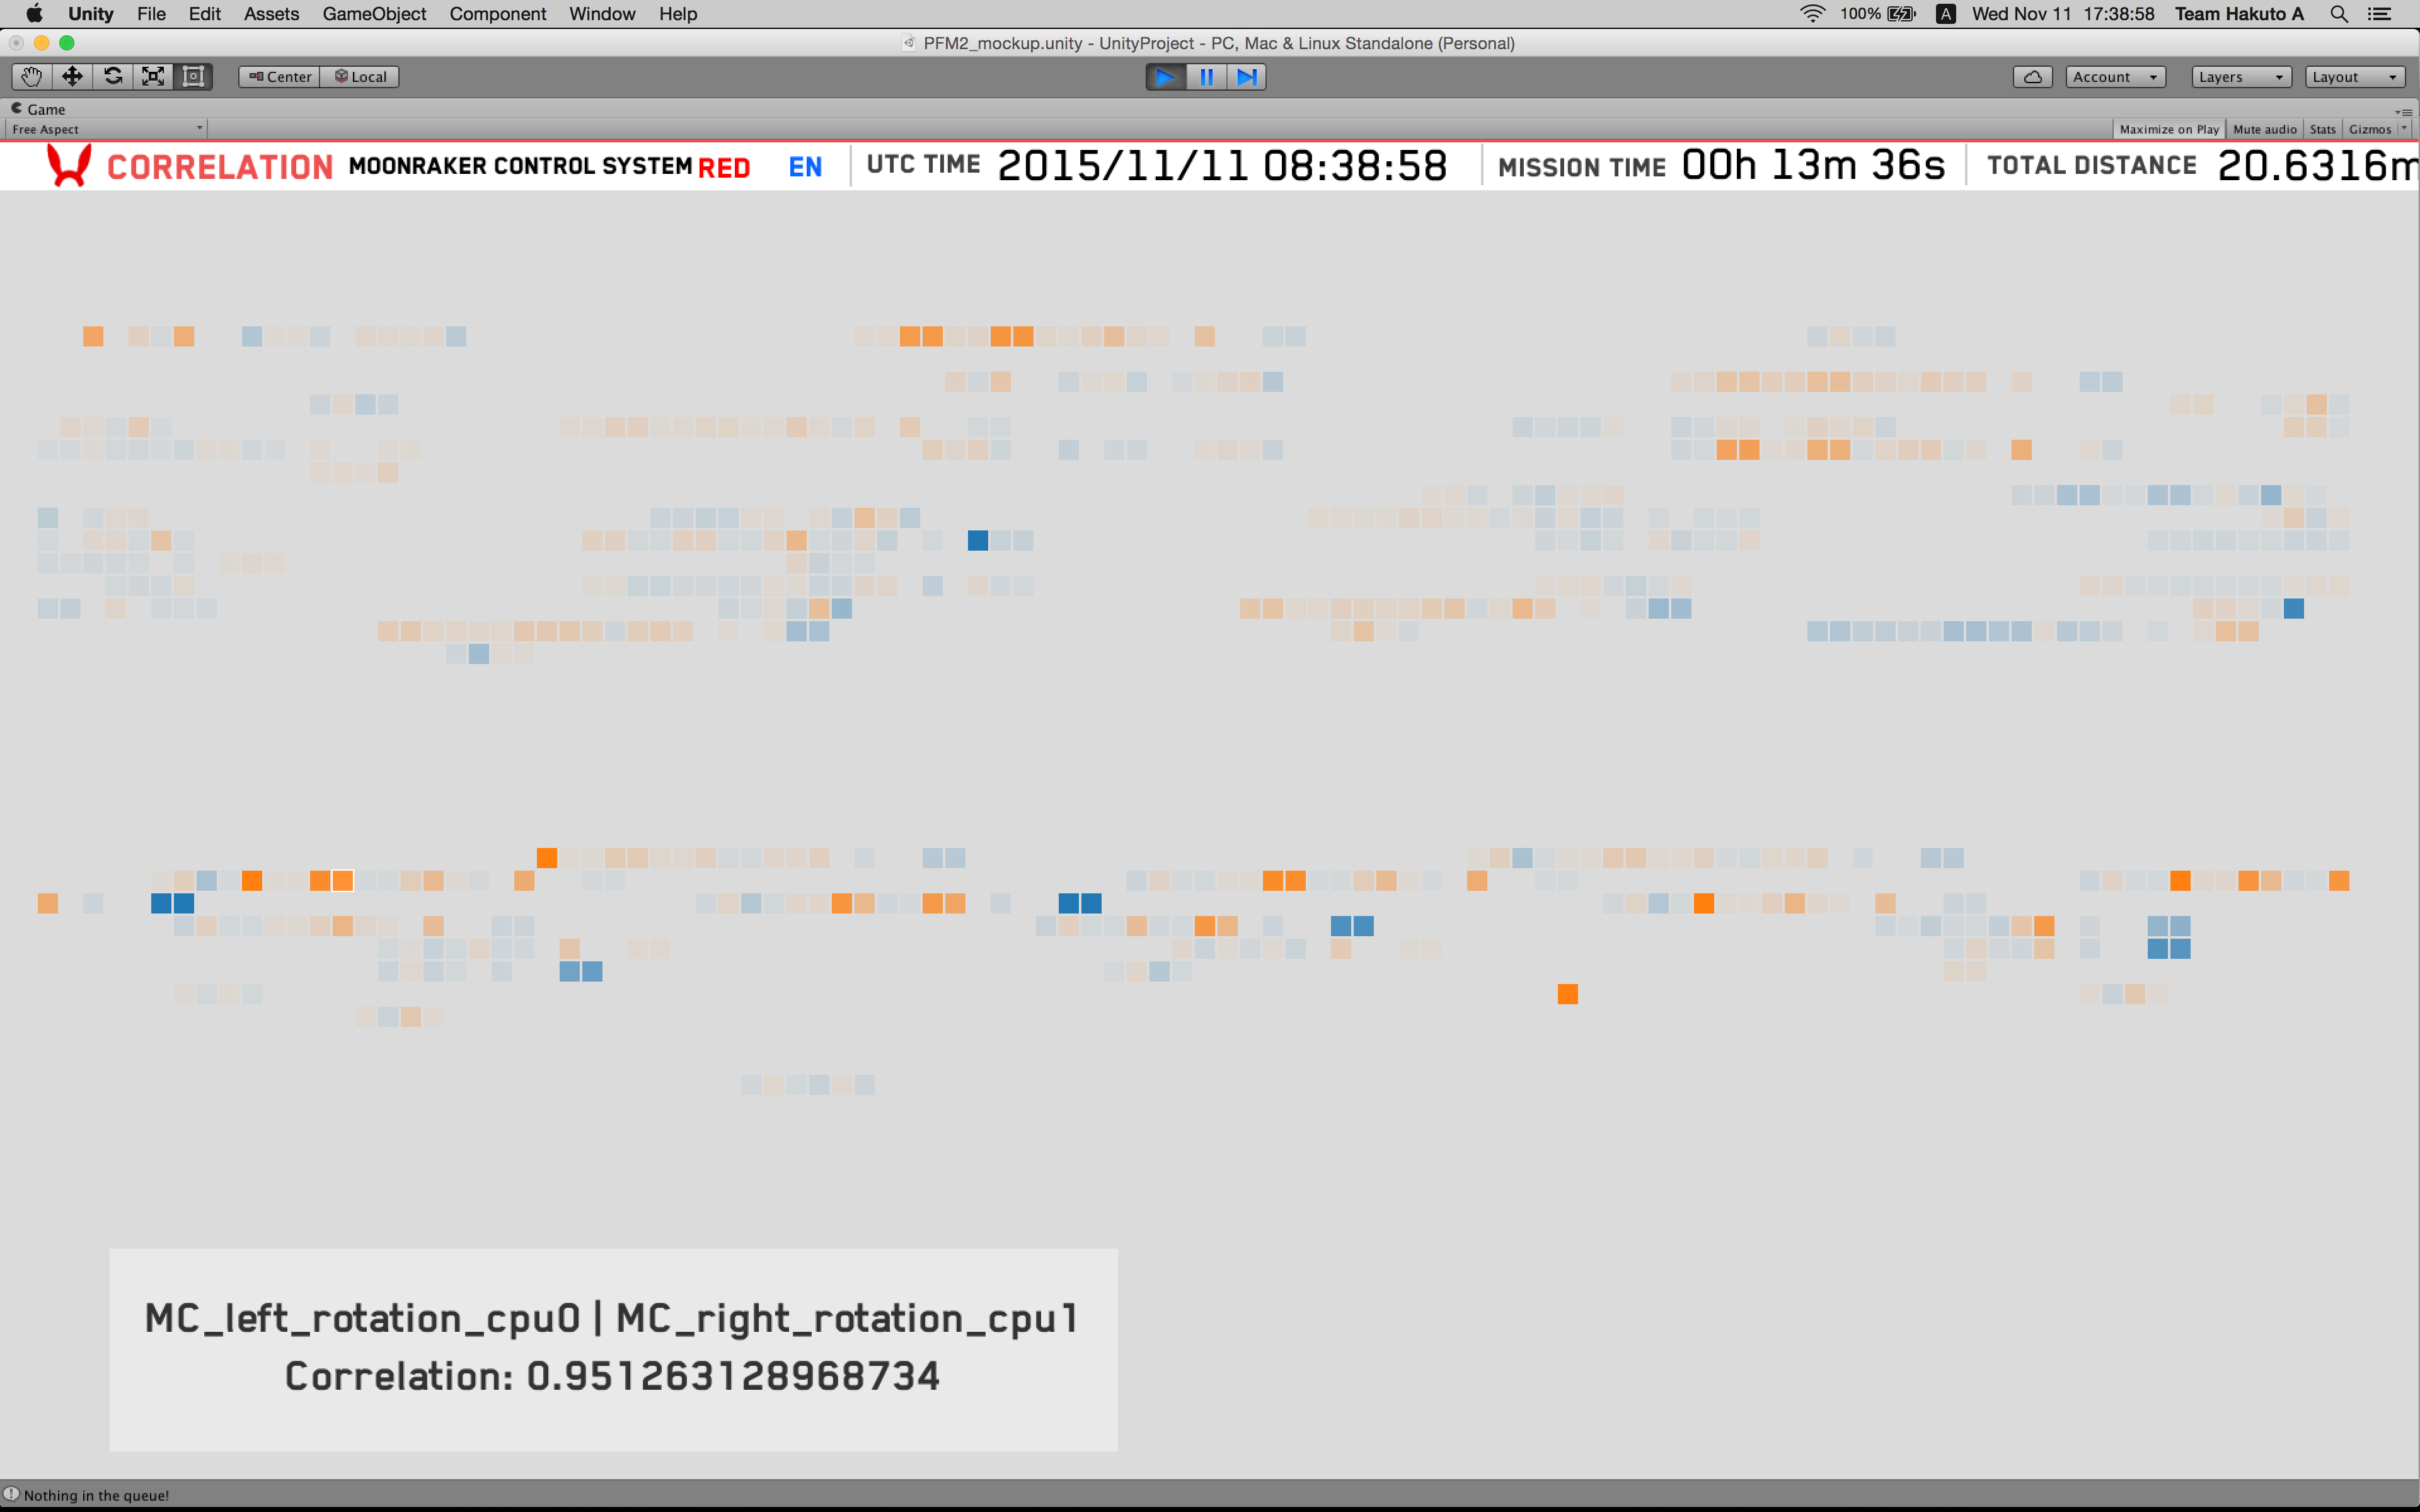 Unity File Edit Assets GameObject Component Window Help 100% A Wed Nov 11 17:38:58 Team Hakuto A
PFM2_mockup.unity - UnityProject - PC, Mac & Linux Standalone (Personal)
Center Local Account Layers Layout
Game
Free Aspect Maximize on Play Mute audio Stats Gizmos
CORRELATION MOONRAKER CONTROL SYSTEM RED EN UTC TIME 2015/11/11 08:38:58 MISSION TIME 00h 13m 36s TOTAL DISTANCE 20.6316m
MC_left_rotation_cpu0 | MC_right_rotation_cpu1
Correlation: 0.951263128968734
Nothing in the queue!